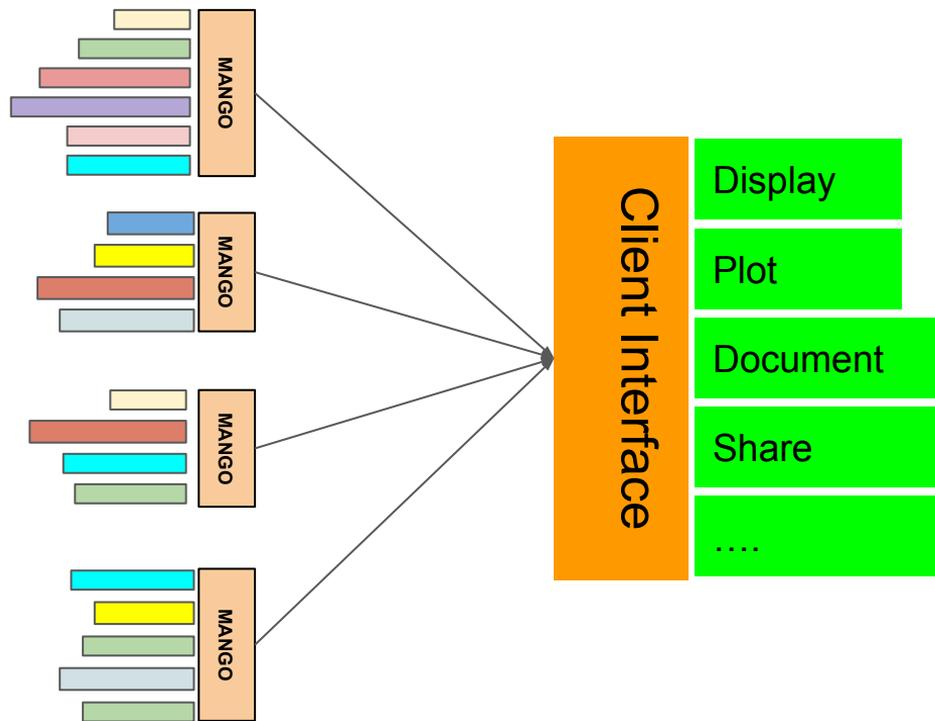 MANGO
MANGO
MANGO
MANGO
Client Interface
Display
Plot
Document
Share
....